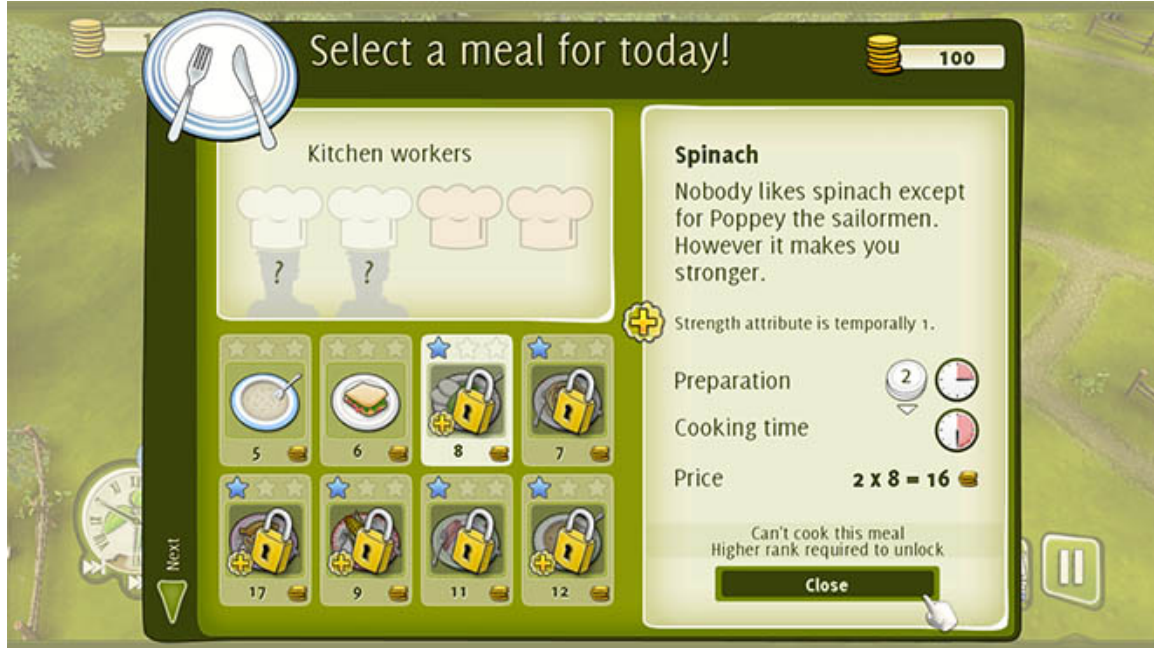 Select a meal for today!
100
Kitchen workers
?
?
Spinach
Nobody likes spinach except
for Poppey the sailormen.
However it makes you
stronger.
Strength attribute is temporally 1.
Preparation
2
Cooking time
Price
2 x 8 = 16
Can't cook this meal
Higher rank required to unlock
Close
5
6
8
7
17
9
11
12
Next